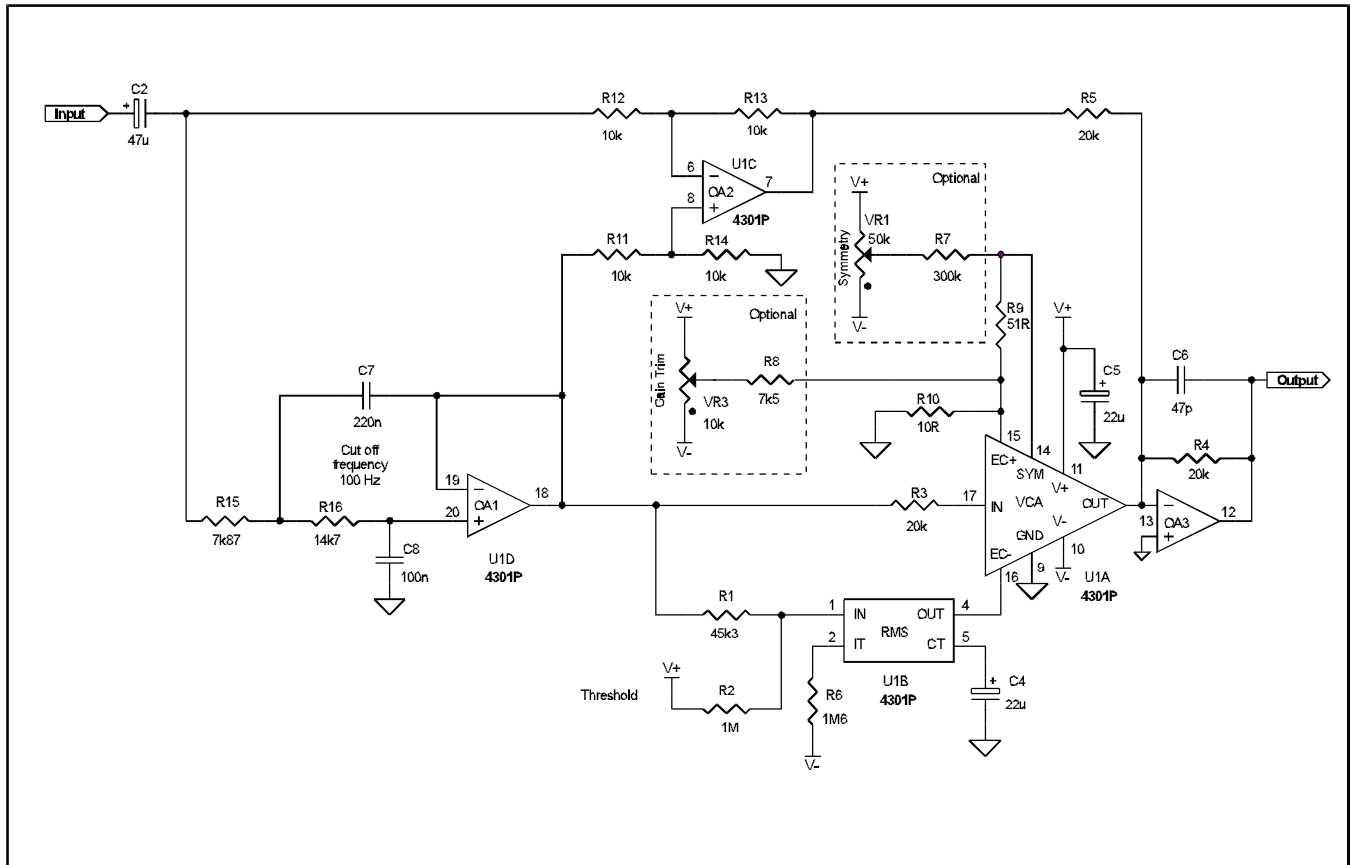 C2
Input
+
47u
R12
10k
R13
10k
R5
20k
U1C
6
−
OA2
7
8
+
4301P
Optional
V+
VR1
50k
Symmetry
R7
300k
V-
R11
10k
R14
10k
Optional
V+
Gain Trim
R8
7k5
VR3
10k
V-
R9
51R
V+
C5
+
22u
R10
10R
C6
47p
Output
R4
20k
C7
220n
Cut off
frequency
100 Hz
19
−
OA1
18
20
+
U1D
4301P
R15
7k87
R16
14k7
C8
100n
R3
20k
17
15
14
11
EC+
SYM
V+
IN
VCA
OUT
V-
GND
EC-
16
9
10
V-
U1A
4301P
13
−
OA3
12
+
R1
45k3
1
IN
OUT
4
RMS
2
IT
CT
5
U1B
4301P
Threshold
V+
R2
1M
R6
1M6
V-
+
C4
22u